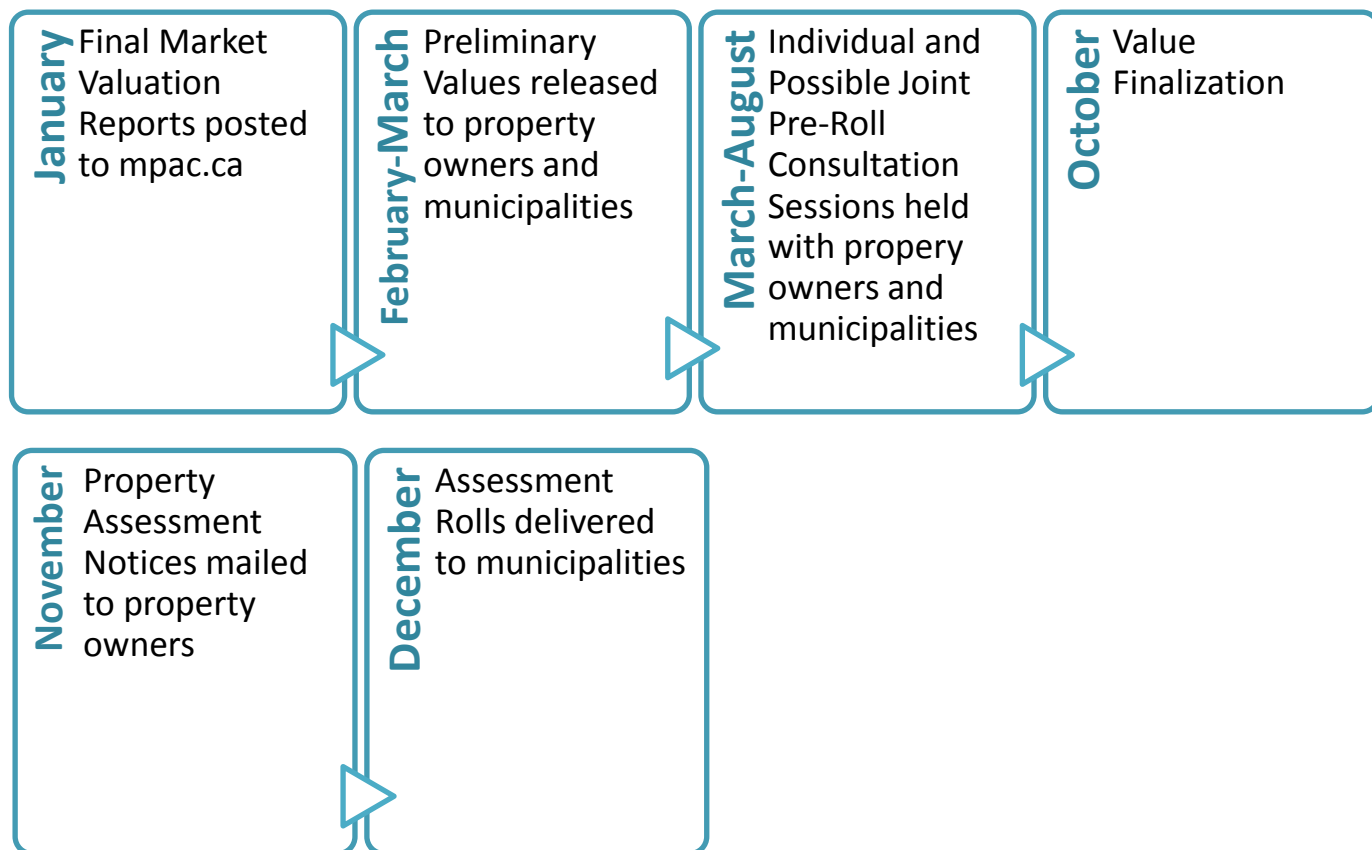 January
Final Market
Valuation
Reports posted
to mpac.ca
February-March
Preliminary
Values released
to property
owners and
municipalities
March-August
Individual and
Possible Joint
Pre-Roll
Consultation
Sessions held
with propery
owners and
municipalities
October
Value
Finalization
November
Property
Assessment
Notices mailed
to property
owners
December
Assessment
Rolls delivered
to municipalities